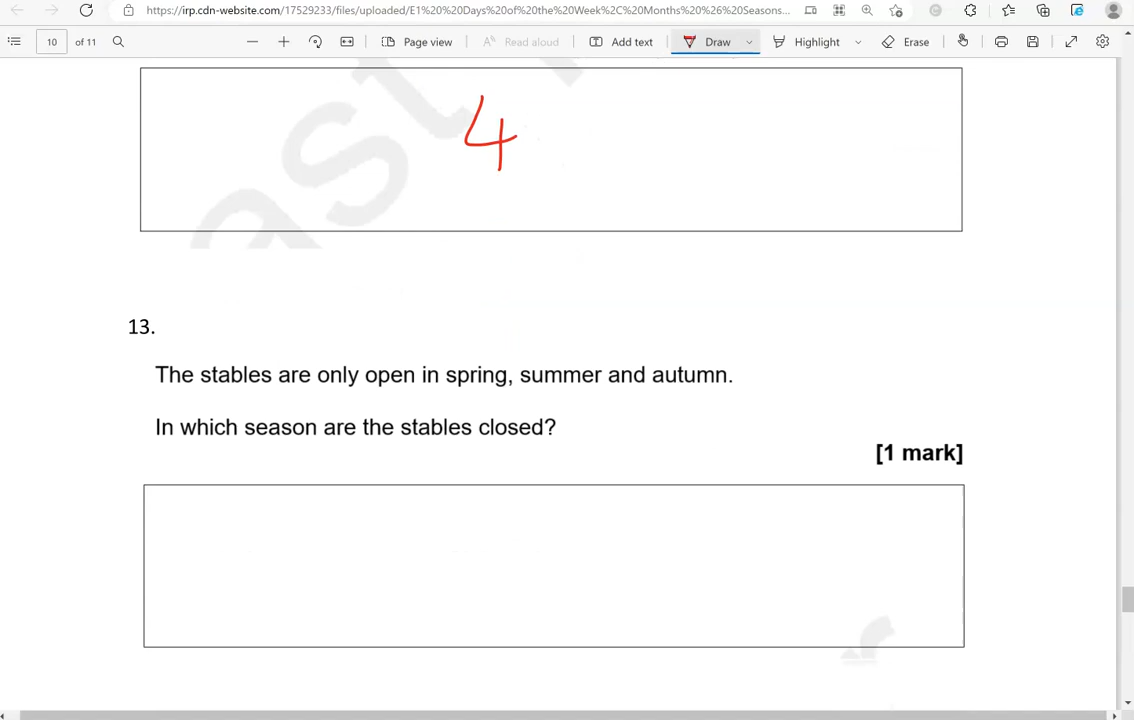 https://irp.cdn-website.com/17529233/files/uploaded/E1%20%20Days%20of%20the%20Week%2C%20Months%20%26%20Seasons...
10 of 11 Page view Read aloud Add text Draw Highlight Erase
4
13.
The stables are only open in spring, summer and autumn.
In which season are the stables closed?
[1 mark]